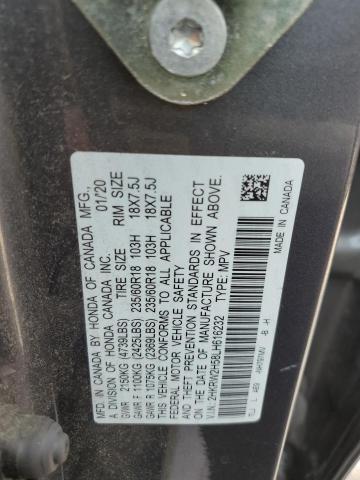 MADE IN CANADA BY HONDA OF CANADA MFG.,
A DIVISION OF HONDA CANADA INC. 01/20
TIRE SIZE RIM SIZE
GVWR 2150KG (4739LBS)
GAWR F 1100KG (2425LBS) 235/60R18 103H 18X7.5J
GAWR R 1075KG (2369LBS) 235/60R18 103H 18X7.5J
THIS VEHICLE CONFORMS TO ALL APPLICABLE
FEDERAL MOTOR VEHICLE SAFETY
AND THEFT PREVENTION STANDARDS IN EFFECT
ON THE DATE OF MANUFACTURE SHOWN ABOVE.
V.I.N: 2HKRW2H58LH616232 TYPE: MPV
-B -H
MADE IN CANADA